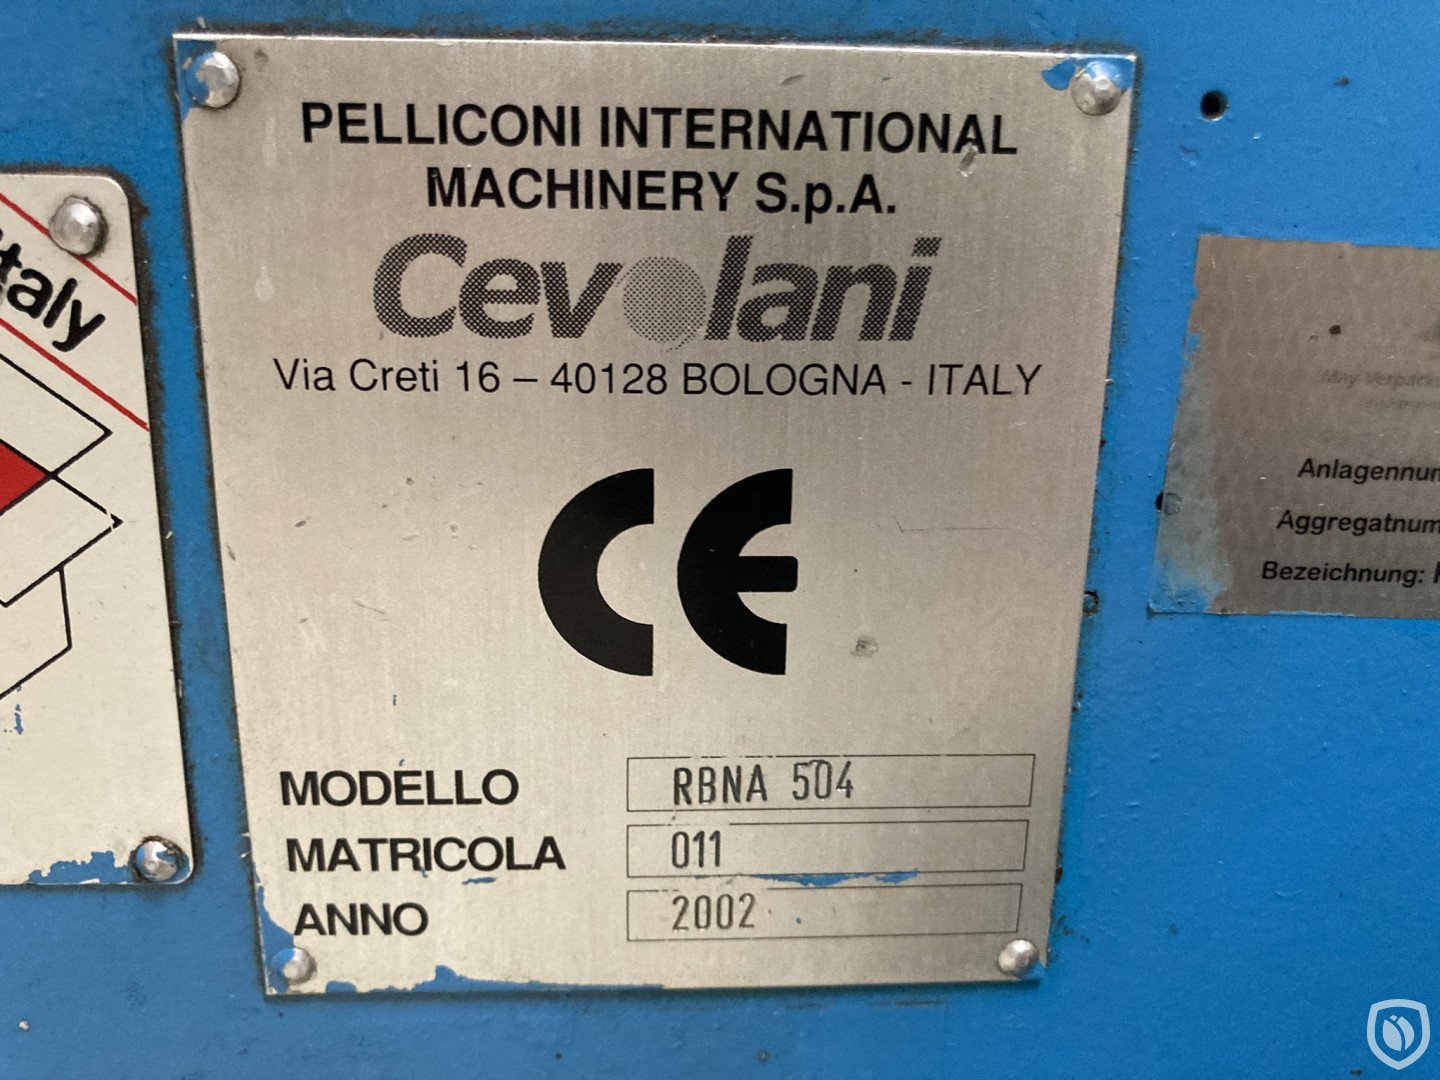 PELLICONI INTERNATIONAL
MACHINERY S.p.A.
Cevolani
Via Creti 16 – 40128 BOLOGNA - ITALY
CE
MODELLO RBNA 504
MATRICOLA 011
ANNO 2002
Italy
Anlagennum
Aggregatnum
Bezeichnung: